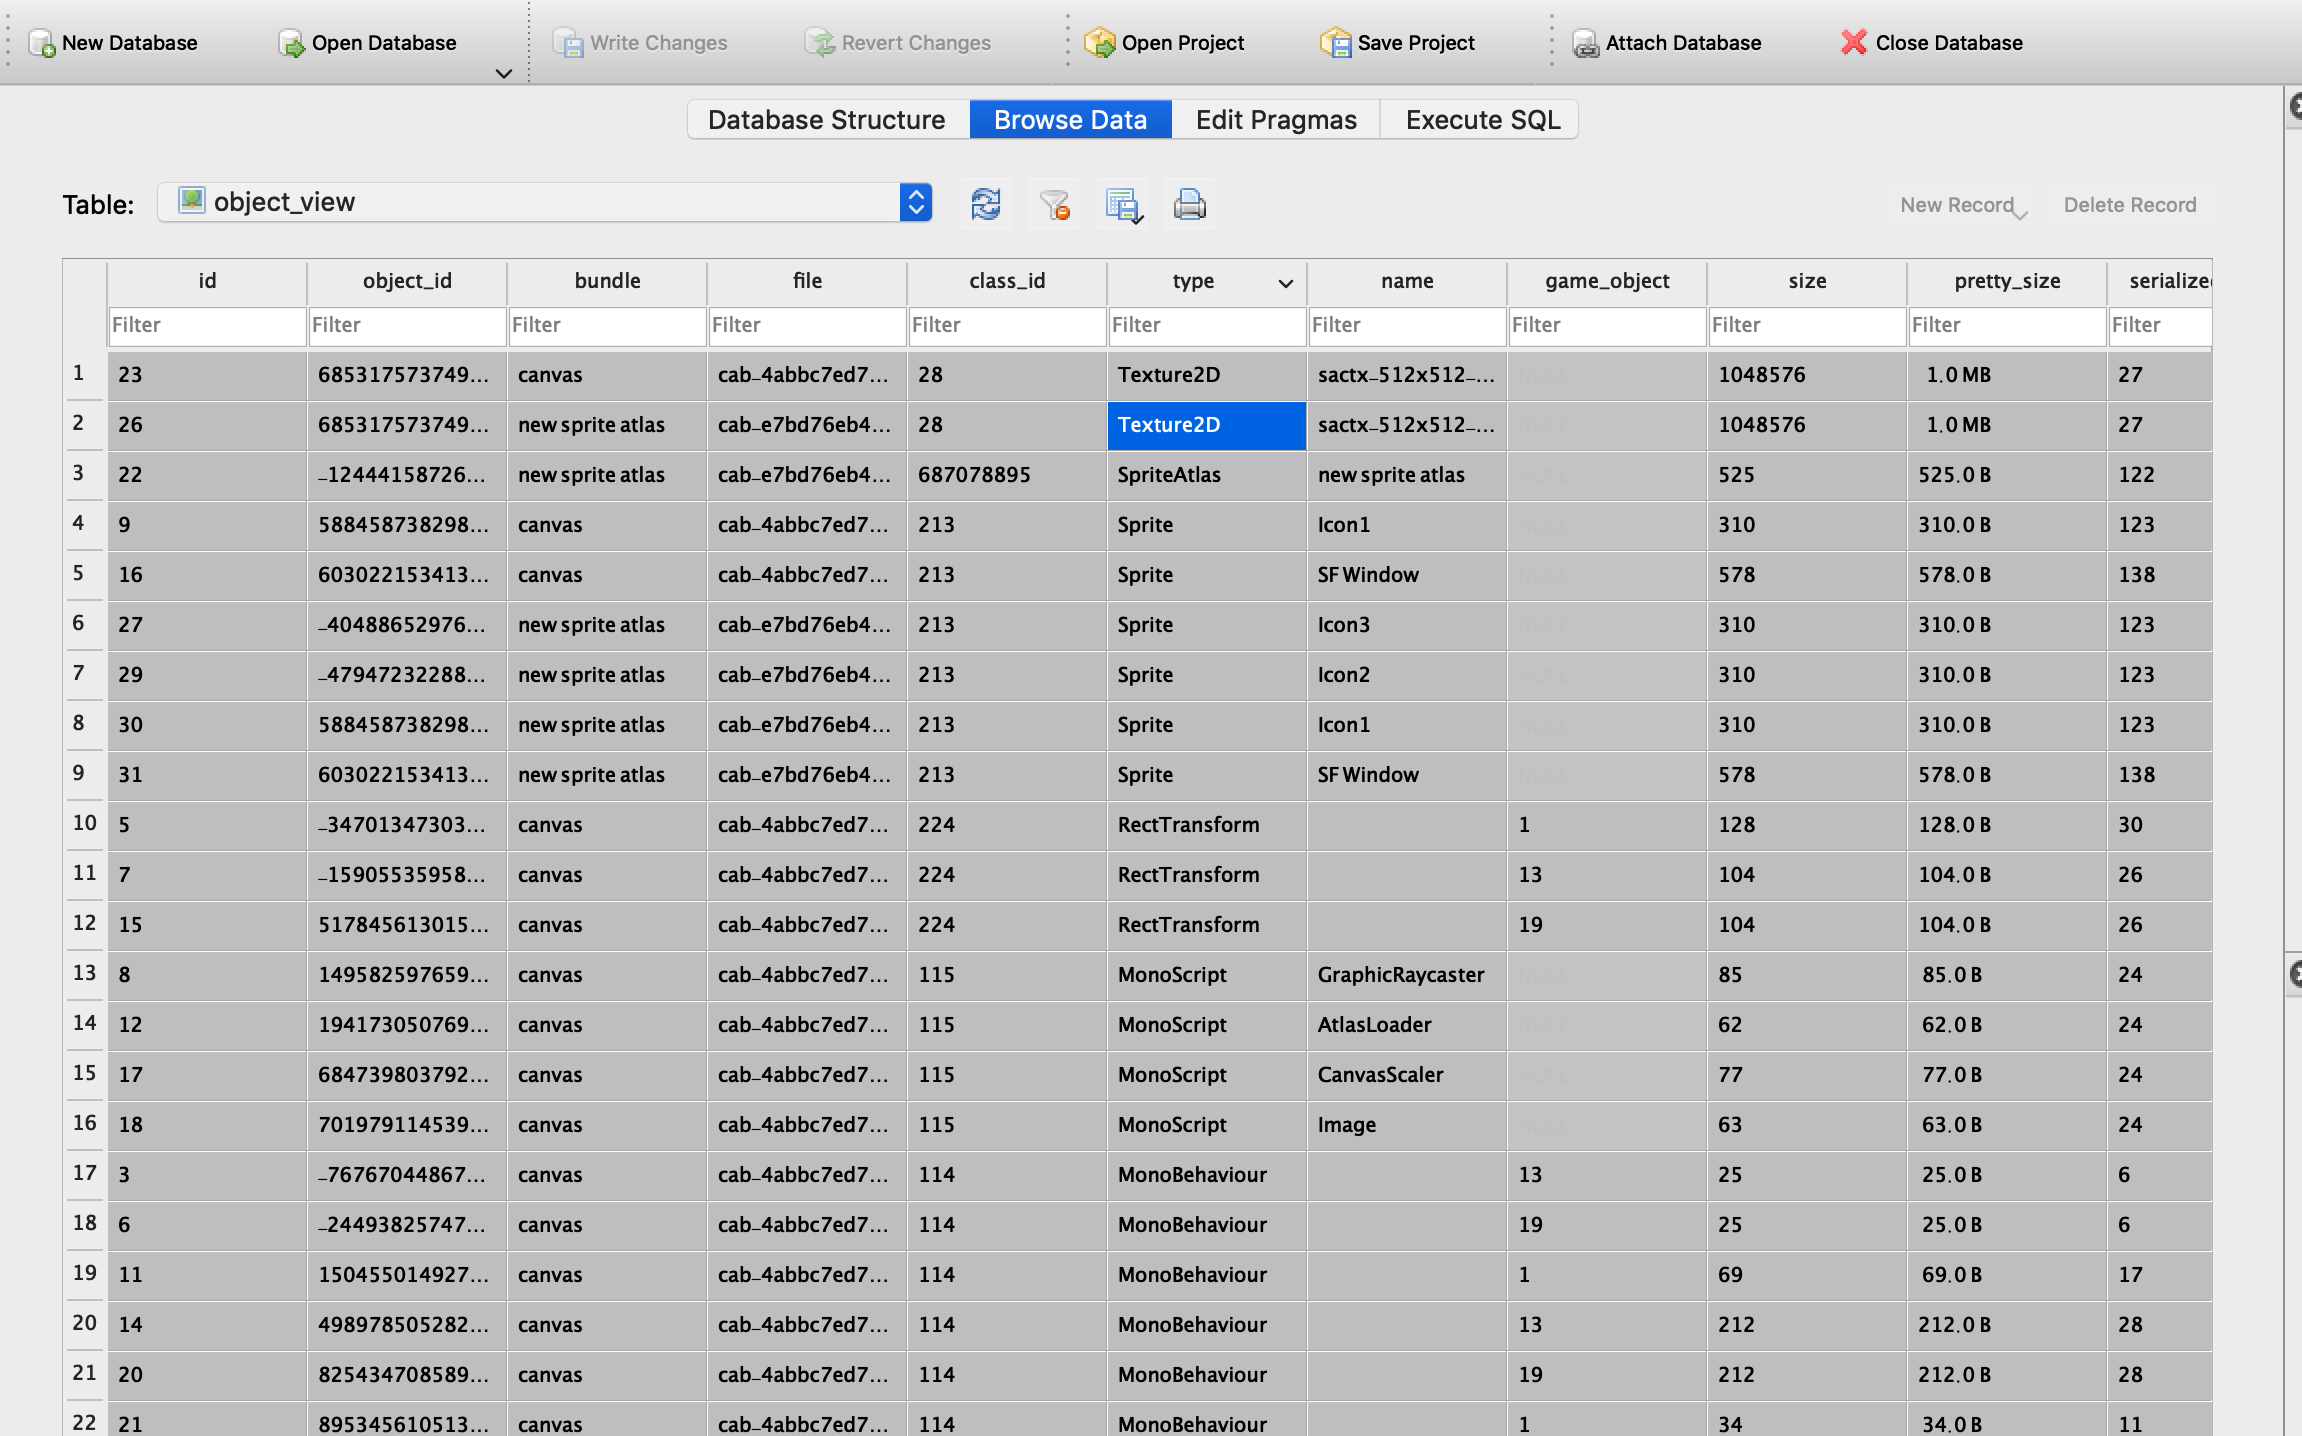 New Database Open Database Write Changes Revert Changes Open Project Save Project Attach Database Close Database
Database Structure Browse Data Edit Pragmas Execute SQL
Table: object_view New Record Delete Record
id object_id bundle file class_id type name game_object size pretty_size serialize
Filter Filter Filter Filter Filter Filter Filter Filter Filter Filter Filter
1 23 685317573749... canvas cab_4abbc7ed7... 28 Texture2D sactx_512x512_... NULL 1048576 1.0 MB 27
2 26 685317573749... new sprite atlas cab_e7bd76eb4... 28 Texture2D sactx_512x512_... NULL 1048576 1.0 MB 27
3 22 -12444158726... new sprite atlas cab_e7bd76eb4... 687078895 SpriteAtlas new sprite atlas NULL 525 525.0 B 122
4 9 588458738298... canvas cab_4abbc7ed7... 213 Sprite Icon1 NULL 310 310.0 B 123
5 16 603022153413... canvas cab_4abbc7ed7... 213 Sprite SF Window NULL 578 578.0 B 138
6 27 -40488652976... new sprite atlas cab_e7bd76eb4... 213 Sprite Icon3 NULL 310 310.0 B 123
7 29 -47947232288... new sprite atlas cab_e7bd76eb4... 213 Sprite Icon2 NULL 310 310.0 B 123
8 30 588458738298... new sprite atlas cab_e7bd76eb4... 213 Sprite Icon1 NULL 310 310.0 B 123
9 31 603022153413... new sprite atlas cab_e7bd76eb4... 213 Sprite SF Window NULL 578 578.0 B 138
10 5 -34701347303... canvas cab_4abbc7ed7... 224 RectTransform 1 128 128.0 B 30
11 7 -15905535958... canvas cab_4abbc7ed7... 224 RectTransform 13 104 104.0 B 26
12 15 517845613015... canvas cab_4abbc7ed7... 224 RectTransform 19 104 104.0 B 26
13 8 149582597659... canvas cab_4abbc7ed7... 115 MonoScript GraphicRaycaster NULL 85 85.0 B 24
14 12 194173050769... canvas cab_4abbc7ed7... 115 MonoScript AtlasLoader NULL 62 62.0 B 24
15 17 684739803792... canvas cab_4abbc7ed7... 115 MonoScript CanvasScaler NULL 77 77.0 B 24
16 18 701979114539... canvas cab_4abbc7ed7... 115 MonoScript Image NULL 63 63.0 B 24
17 3 -76767044867... canvas cab_4abbc7ed7... 114 MonoBehaviour 13 25 25.0 B 6
18 6 -24493825747... canvas cab_4abbc7ed7... 114 MonoBehaviour 19 25 25.0 B 6
19 11 150455014927... canvas cab_4abbc7ed7... 114 MonoBehaviour 1 69 69.0 B 17
20 14 498978505282... canvas cab_4abbc7ed7... 114 MonoBehaviour 13 212 212.0 B 28
21 20 825434708589... canvas cab_4abbc7ed7... 114 MonoBehaviour 19 212 212.0 B 28
22 21 895345610513... canvas cab_4abbc7ed7... 114 MonoBehaviour 1 34 34.0 B 11